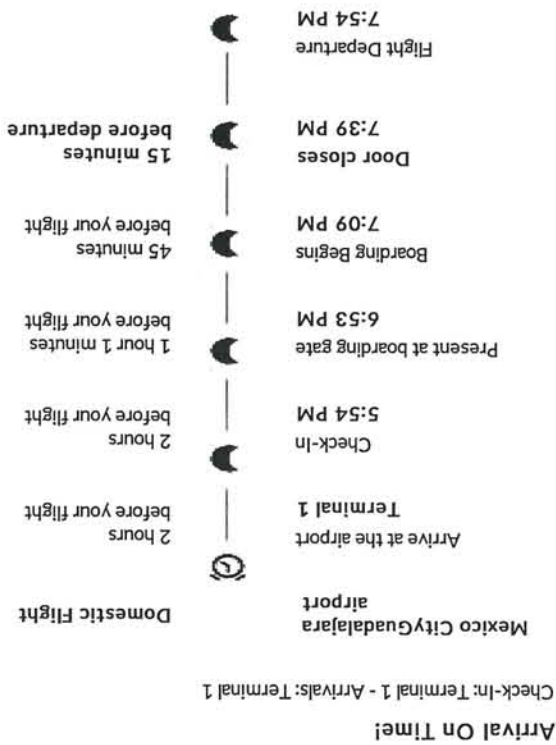 Arrival On Time!
Check-In: Terminal 1 - Arrivals: Terminal 1
Mexico CityGuadalajara
airport
Domestic Flight
Arrive at the airport
Terminal 1
2 hours
before your flight
Check-In
5:54 PM
2 hours
before your flight
Present at boarding gate
6:53 PM
1 hour 1 minutes
before your flight
Boarding Begins
7:09 PM
45 minutes
before your flight
Door closes
7:39 PM
15 minutes
before departure
Flight Departure
7:54 PM